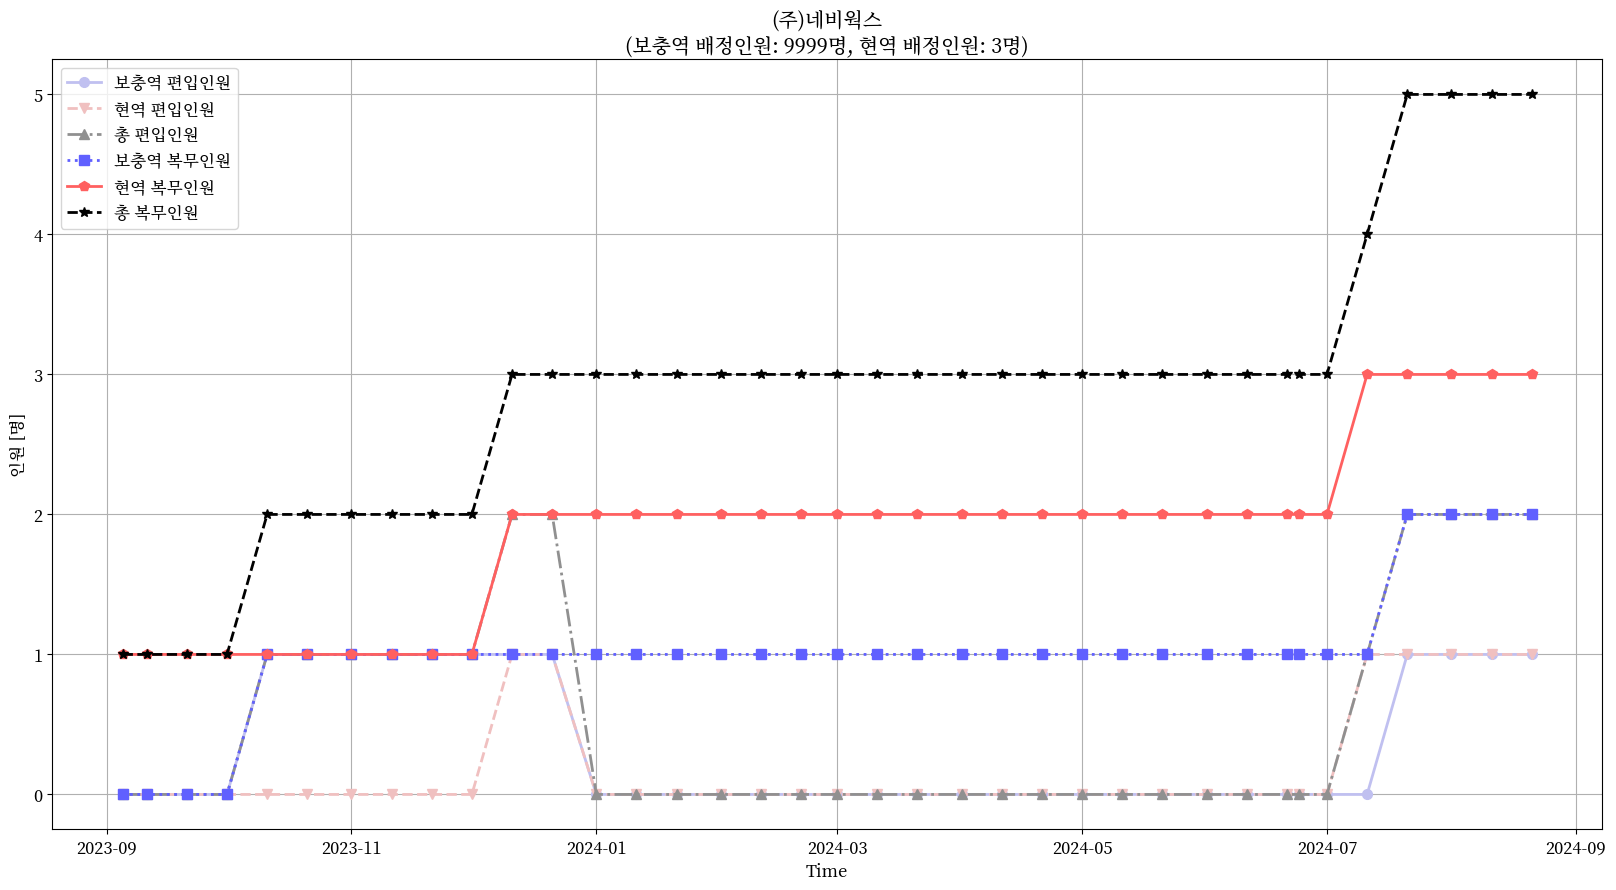 (주)네비웍스
(보충역 배정인원: 9999명, 현역 배정인원: 3명)
보충역 편입인원
현역 편입인원
총 편입인원
보충역 복무인원
현역 복무인원
총 복무인원
5
4
3
2
1
0
인원 [명]
2023-09
2023-11
2024-01
2024-03
2024-05
2024-07
2024-09
Time